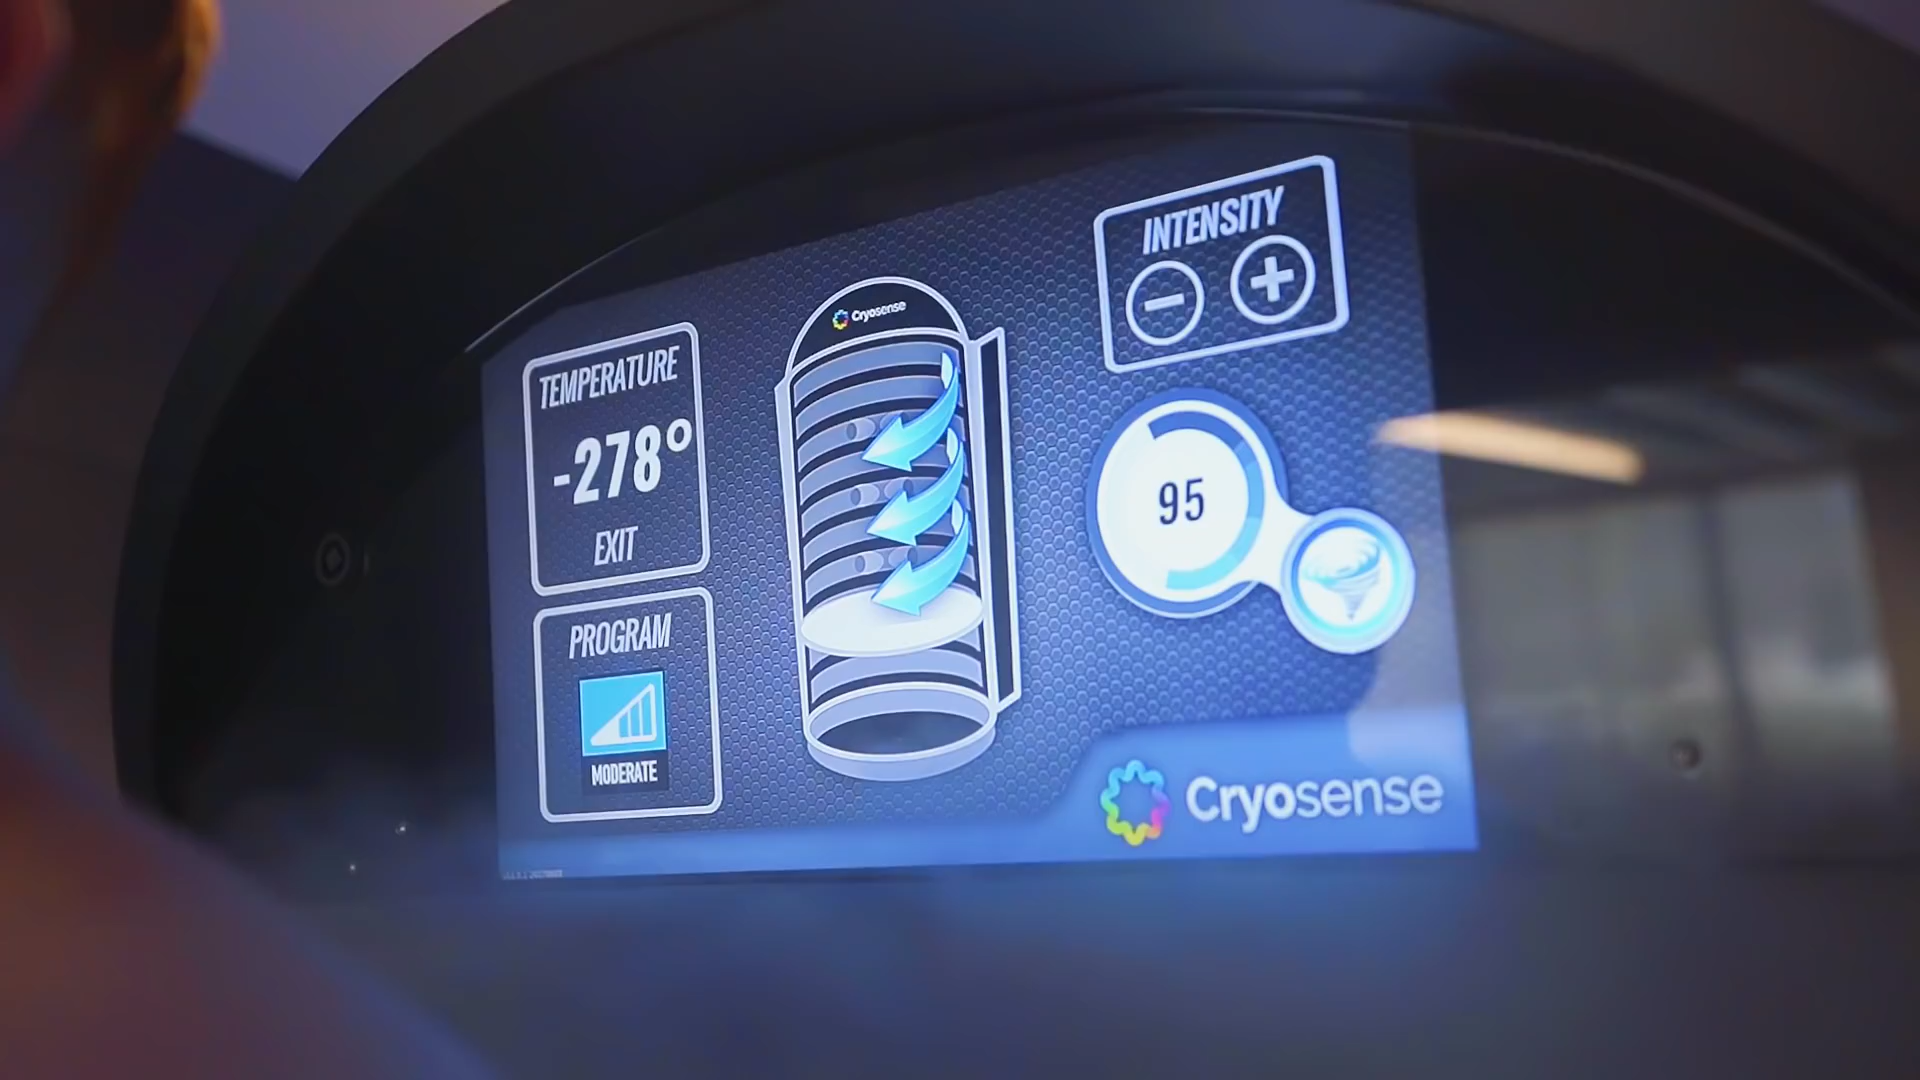 TEMPERATURE
-278°
EXIT
PROGRAM
MODERATE
Cryosense
INTENSITY
- +
95
Cryosense